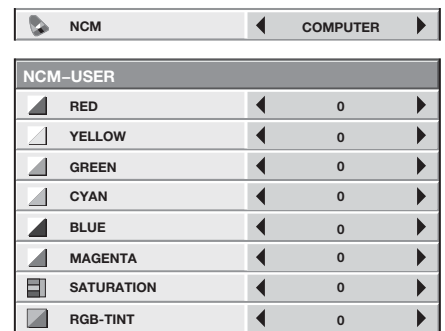 NCM COMPUTER
NCM–USER
RED 0
YELLOW 0
GREEN 0
CYAN 0
BLUE 0
MAGENTA 0
SATURATION 0
RGB-TINT 0